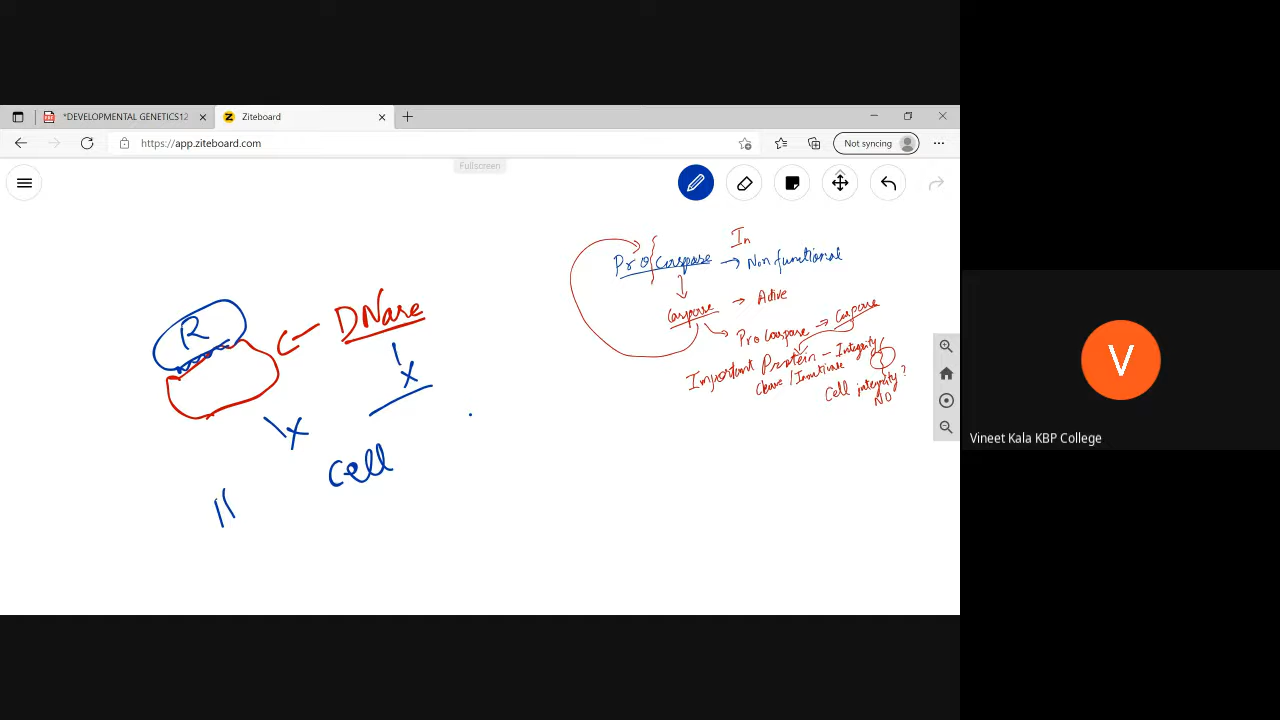 *DEVELOPMENTAL GENETICS12
Ziteboard
https://app.ziteboard.com
Not syncing
Fullscreen
In
Pro Caspase → Non functional
Caspase → Active
Pro Caspase → Caspase
Important Protein - Integrity
Cleave /
Cell integrity?
NO
R
DNase
X
X
Cell
V
Vineet Kala KBP College